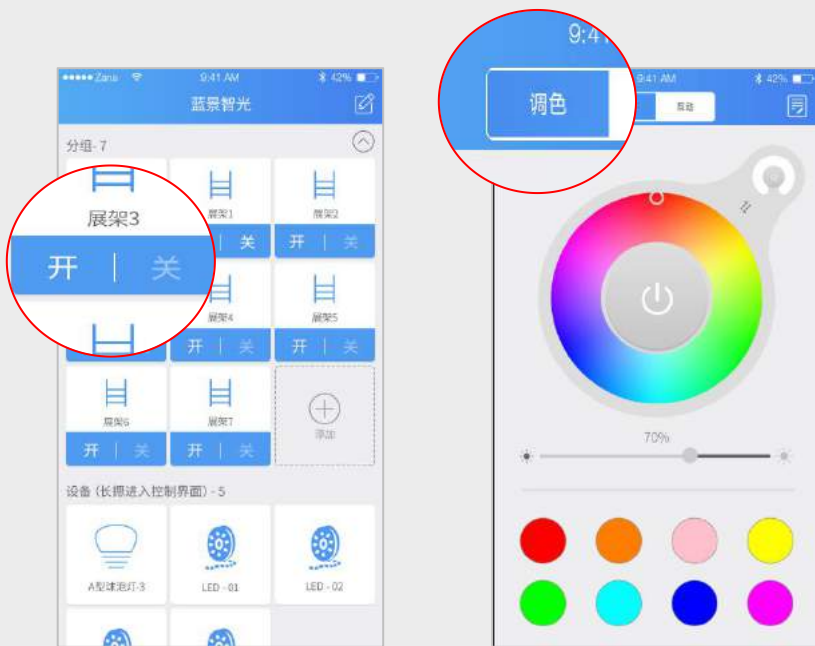 Zans 9:41 AM 42%
蓝景智光
分组-7
展架3
展架1
展架2
开 | 关
关
开 | 关
展架4
展架5
开 | 关
开 | 关
展架6
展架7
添加
开 | 关
开 | 关
设备（长摁进入控制界面）-5
A型球泡灯-3
LED - 01
LED - 02
9:4
9:41 AM 42%
调色
70%